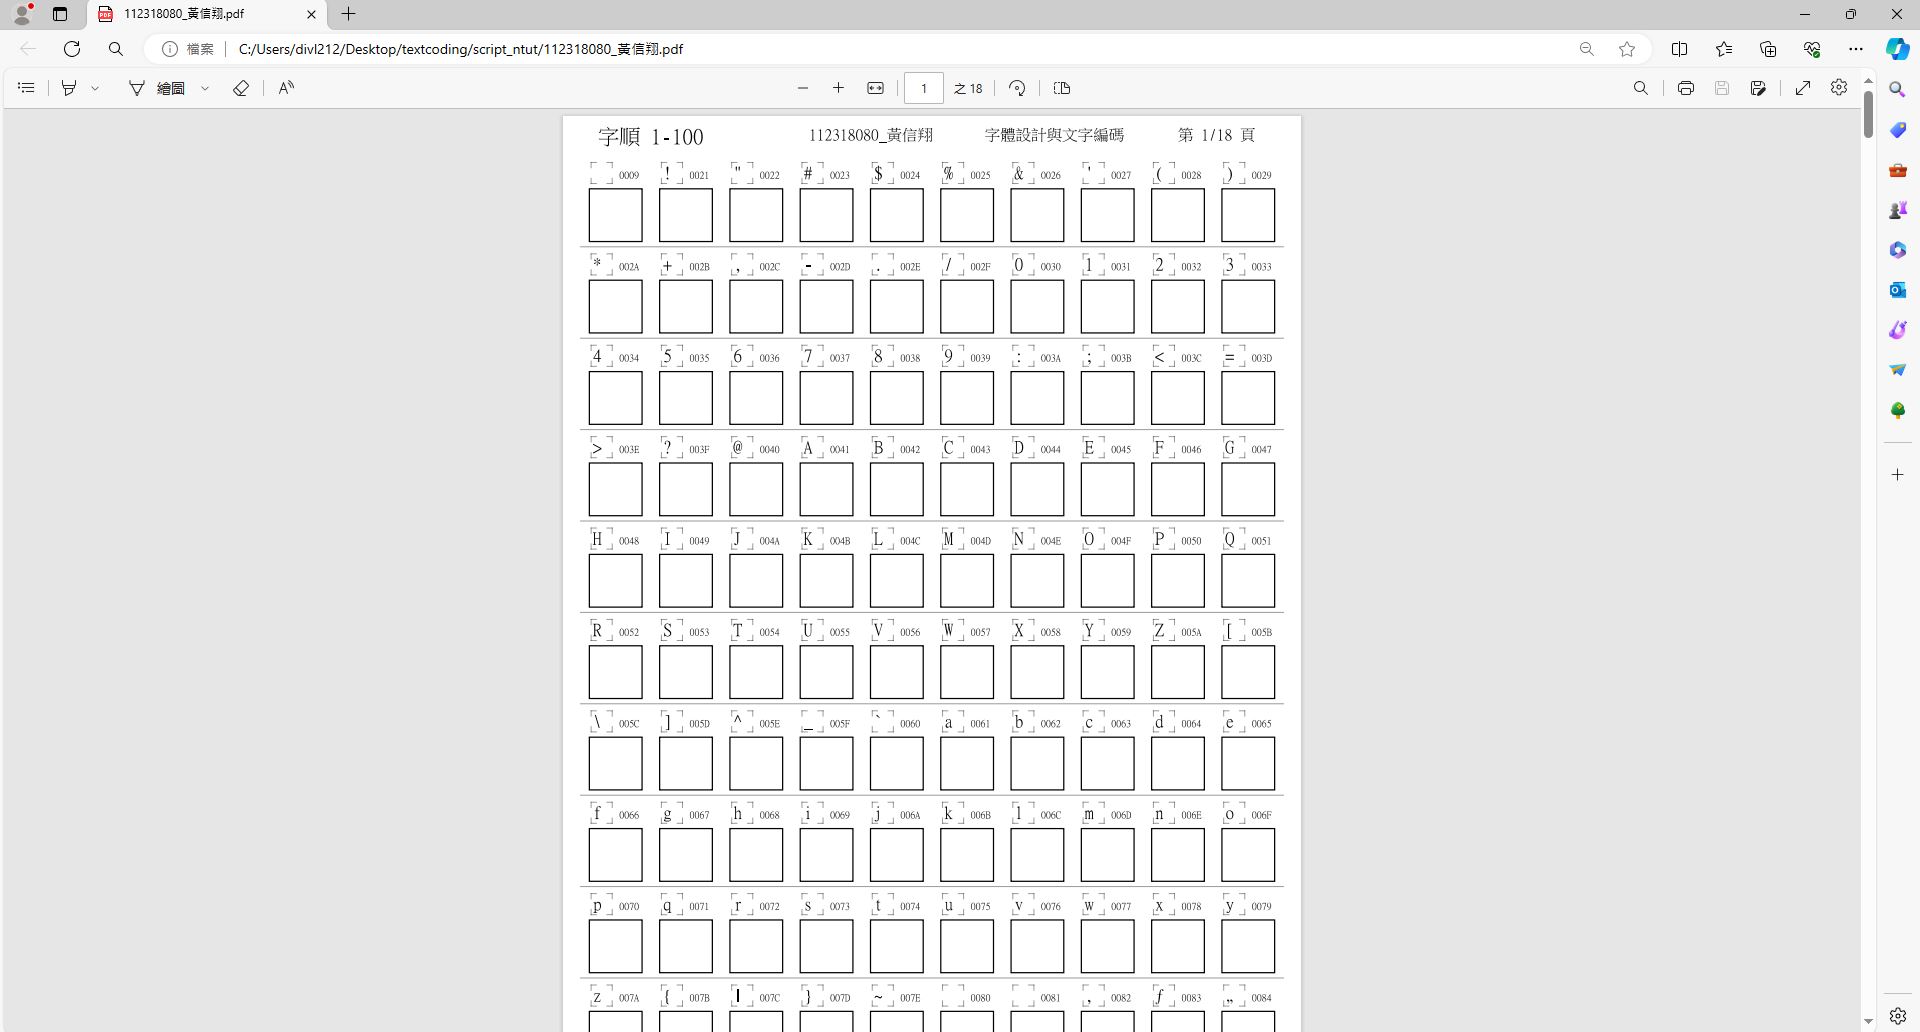 112318080_黃信翔.pdf
檔案 C:/Users/divl212/Desktop/textcoding/script_ntut/112318080_黃信翔.pdf
繪圖 1 之 18
字順 1-100 112318080_黃信翔 字體設計與文字編碼 第 1/18 頁
0009 ! 0021 " 0022 # 0023 $ 0024 % 0025 & 0026 ' 0027 ( 0028 ) 0029
* 002A + 002B , 002C - 002D . 002E / 002F 0 0030 1 0031 2 0032 3 0033
4 0034 5 0035 6 0036 7 0037 8 0038 9 0039 : 003A ; 003B < 003C = 003D
> 003E ? 003F @ 0040 A 0041 B 0042 C 0043 D 0044 E 0045 F 0046 G 0047
H 0048 I 0049 J 004A K 004B L 004C M 004D N 004E O 004F P 0050 Q 0051
R 0052 S 0053 T 0054 U 0055 V 0056 W 0057 X 0058 Y 0059 Z 005A [ 005B
\ 005C ] 005D ^ 005E _ 005F ` 0060 a 0061 b 0062 c 0063 d 0064 e 0065
f 0066 g 0067 h 0068 i 0069 j 006A k 006B l 006C m 006D n 006E o 006F
p 0070 q 0071 r 0072 s 0073 t 0074 u 0075 v 0076 w 0077 x 0078 y 0079
z 007A { 007B | 007C } 007D ~ 007E 0080 0081 ‚ 0082 ƒ 0083 „ 0084